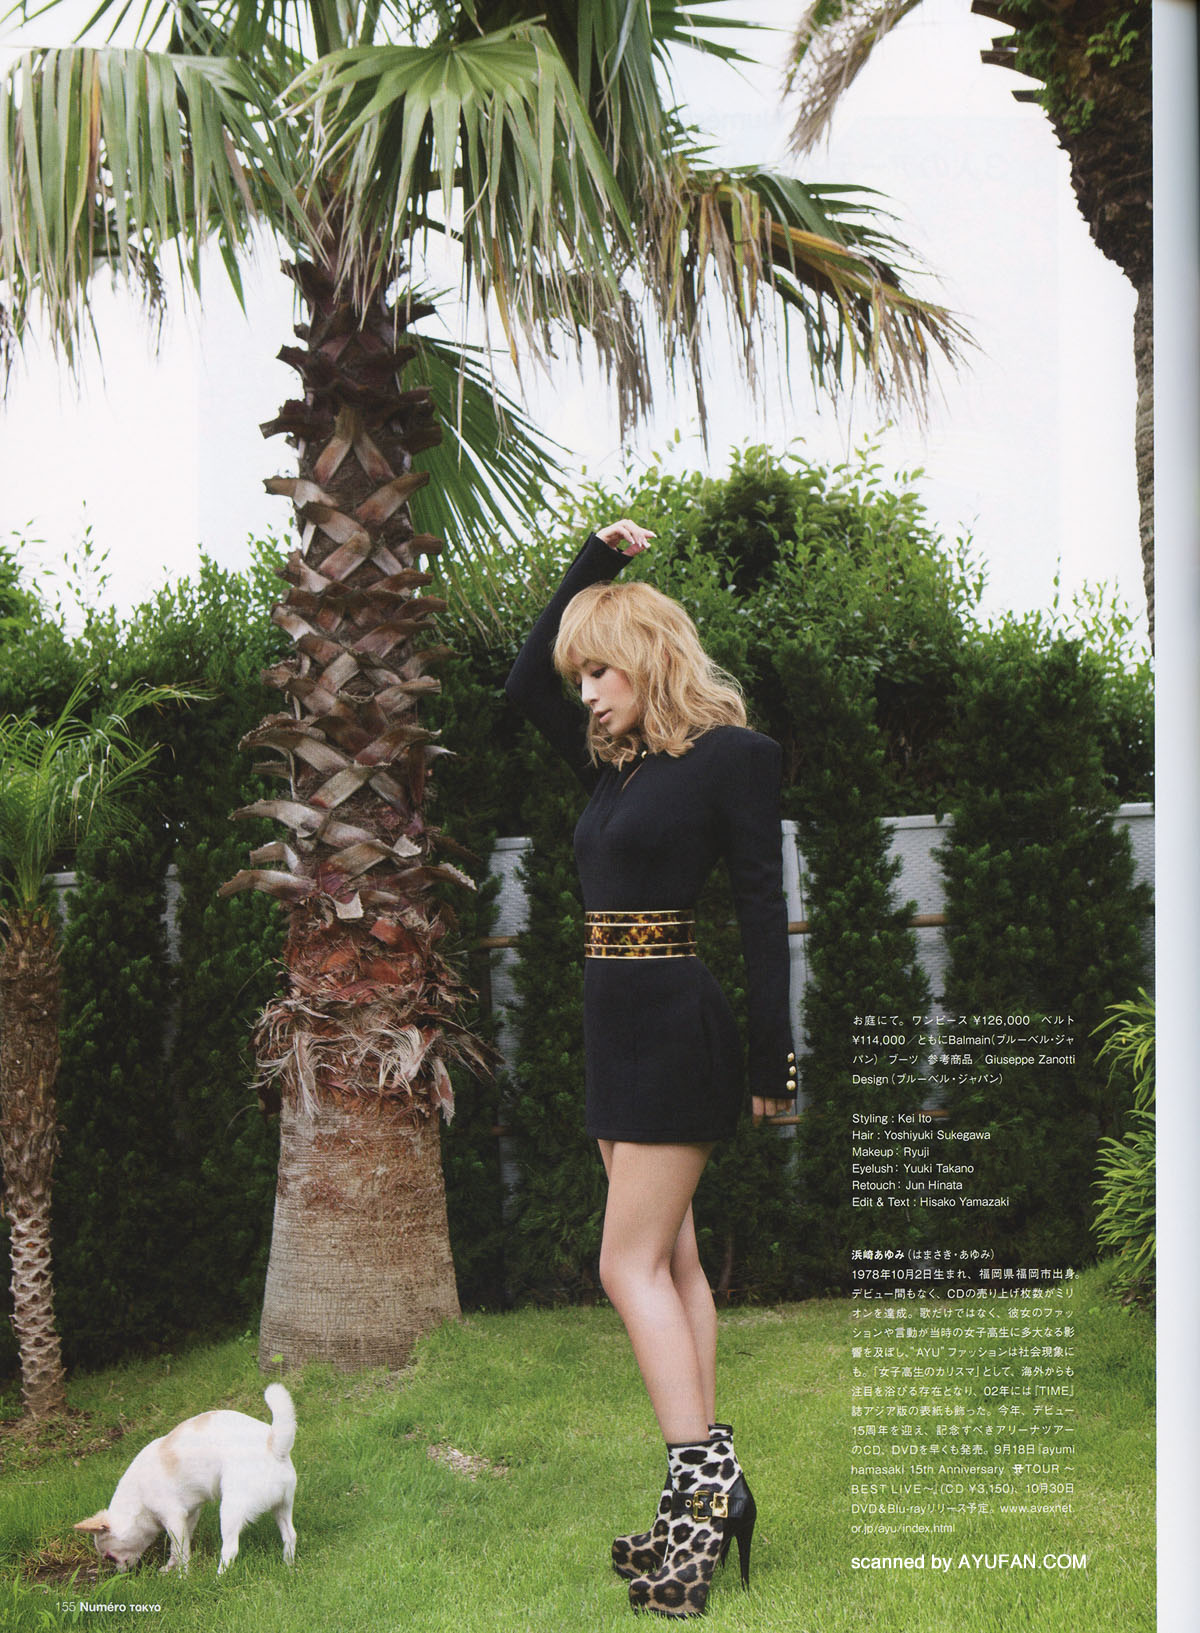 お庭にて。ワンピース ¥126,000　ベルト
¥114,000／ともにBalmain（ブルーベル・ジャ
パン）　ブーツ　参考商品／Giuseppe Zanotti
Design（ブルーベル・ジャパン）
Styling : Kei Ito
Hair : Yoshiyuki Sukegawa
Makeup : Ryuji
Eyelush : Yuuki Takano
Retouch : Jun Hinata
Edit & Text : Hisako Yamazaki
浜崎あゆみ（はまさき・あゆみ）
1978年10月2日生まれ、福岡県福岡市出身。
デビュー間もなく、CDの売り上げ枚数がミリ
オンを達成。歌だけではなく、彼女のファッ
ションや言動が当時の女子高生に多大なる影
響を及ぼし、“AYU”ファッションは社会現象に
も。「女子高生のカリスマ」として、海外からも
注目を浴びる存在となり、02年には『TIME』
誌アジア版の表紙も飾った。今年、デビュー
15周年を迎え、記念すべきアリーナツアー
のCD、DVDを早くも発売。9月18日『ayumi
hamasaki 15th Anniversary TOUR ～
BEST LIVE～』（CD ¥3,150）、10月30日
DVD&Blu-rayリリース予定。www.avexnet.
or.jp/ayu/index.html
scanned by AYUFAN.COM
155 Numéro TOKYO